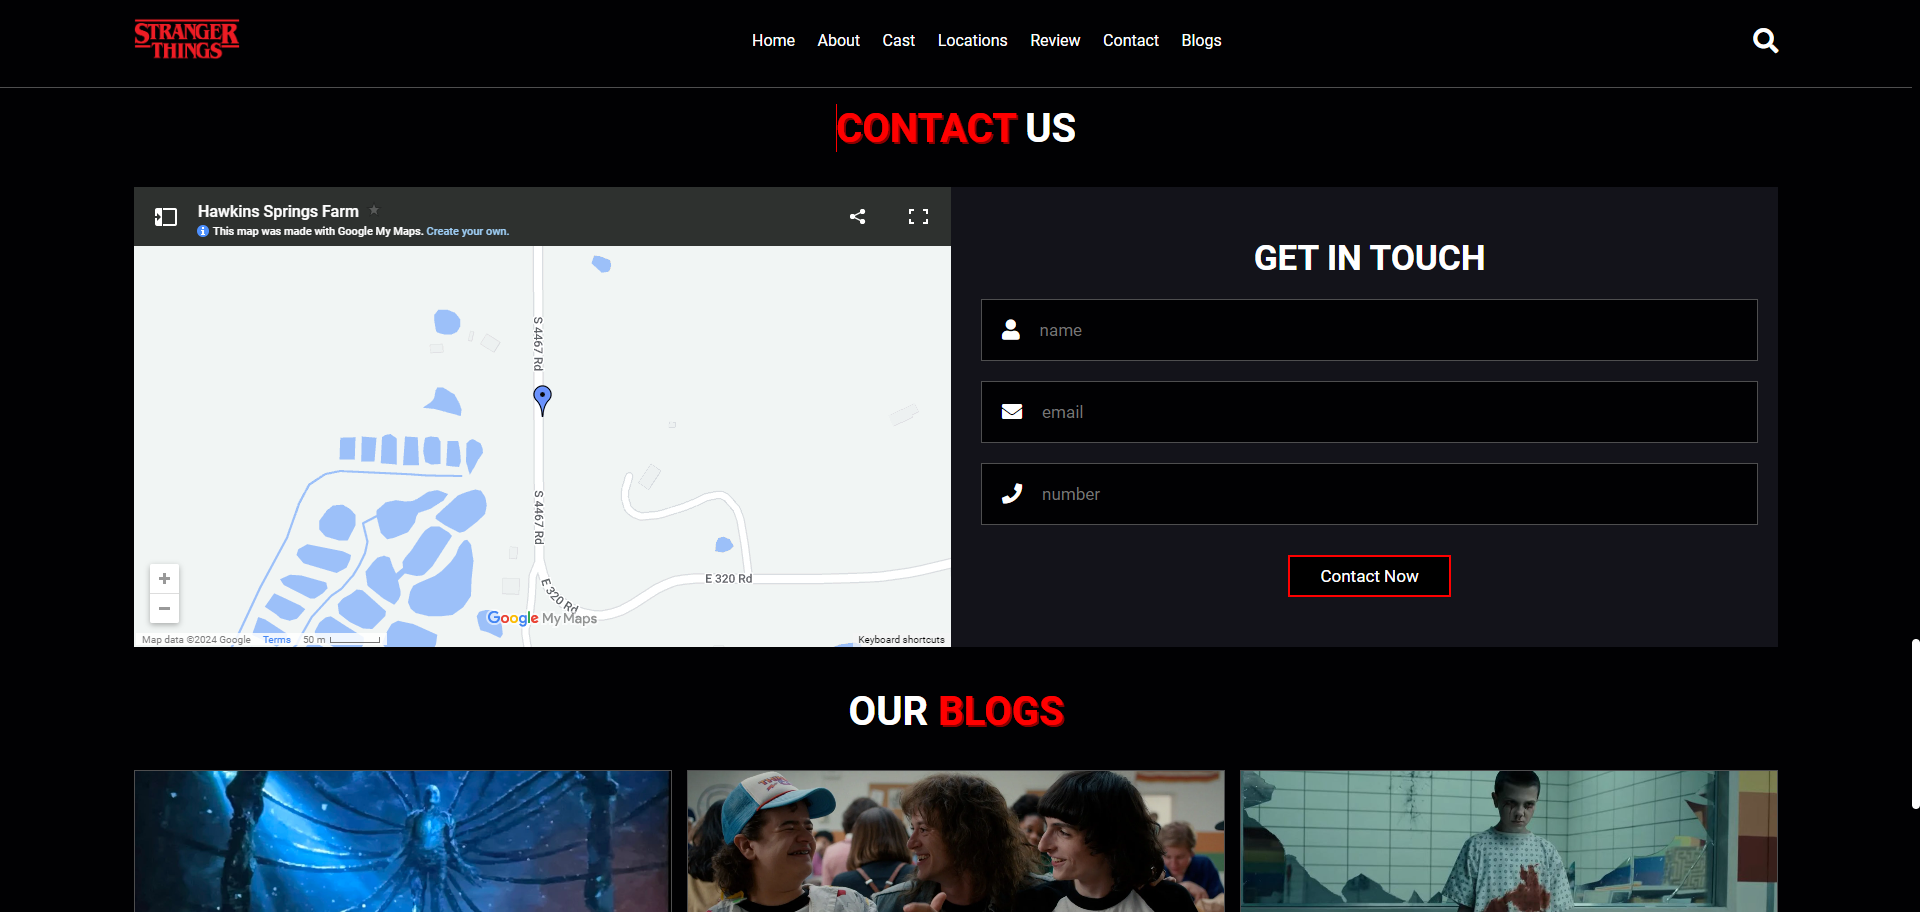 STRANGER
THINGS
Home
About
Cast
Locations
Review
Contact
Blogs
CONTACT US
Hawkins Springs Farm
This map was made with Google My Maps. Create your own.
S 4467 Rd
S 4467 Rd
E 320 Rd
E 320 Rd
Google My Maps
Map data ©2024 Google
Terms
50 m
Keyboard shortcuts
GET IN TOUCH
name
email
number
Contact Now
OUR BLOGS